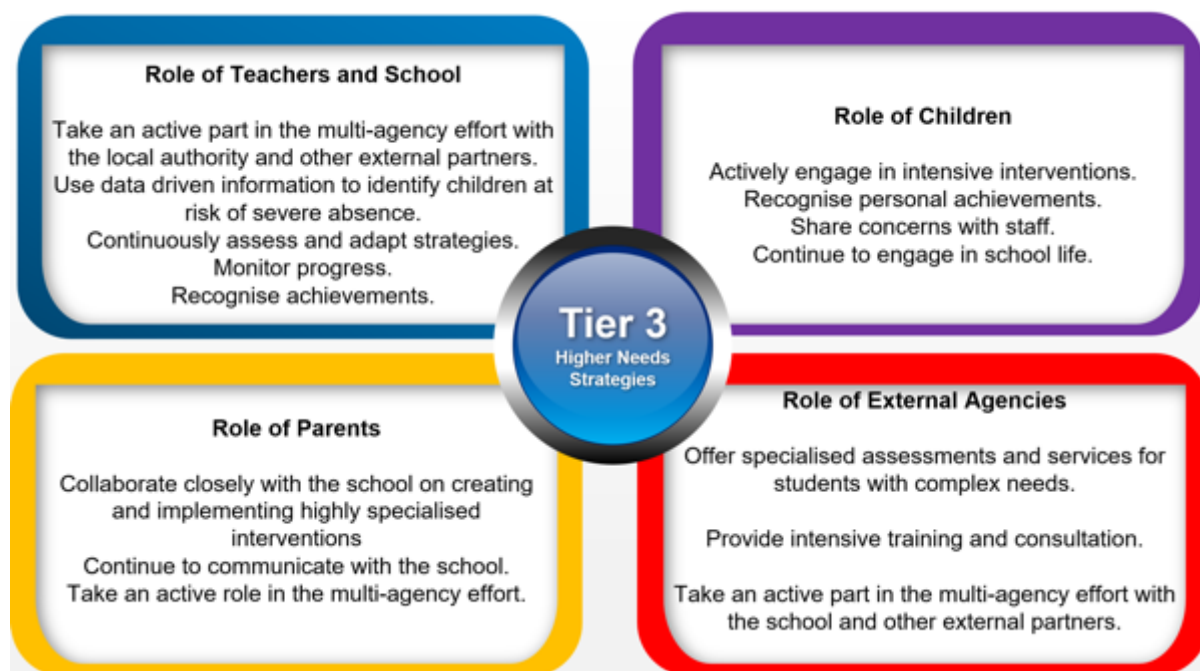 Role of Teachers and School
Take an active part in the multi-agency effort with
the local authority and other external partners.
Use data driven information to identify children at
risk of severe absence.
Continuously assess and adapt strategies.
Monitor progress.
Recognise achievements.
Role of Children
Actively engage in intensive interventions.
Recognise personal achievements.
Share concerns with staff.
Continue to engage in school life.
Tier 3
Higher Needs
Strategies
Role of Parents
Collaborate closely with the school on creating
and implementing highly specialised
interventions
Continue to communicate with the school.
Take an active role in the multi-agency effort.
Role of External Agencies
Offer specialised assessments and services for
students with complex needs.
Provide intensive training and consultation.
Take an active part in the multi-agency effort with
the school and other external partners.